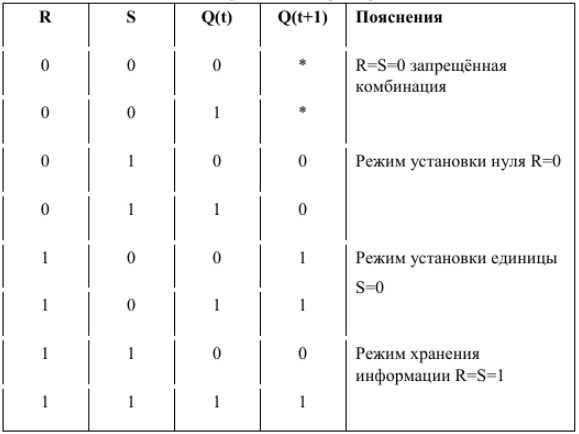 R S Q(t) Q(t+1) Пояснения
0 0 0 * R=S=0 запрещённая
комбинация
0 0 1 *
0 1 0 0 Режим установки нуля R=0
0 1 1 0
1 0 0 1 Режим установки единицы
S=0
1 0 1 1
1 1 0 0 Режим хранения
информации R=S=1
1 1 1 1